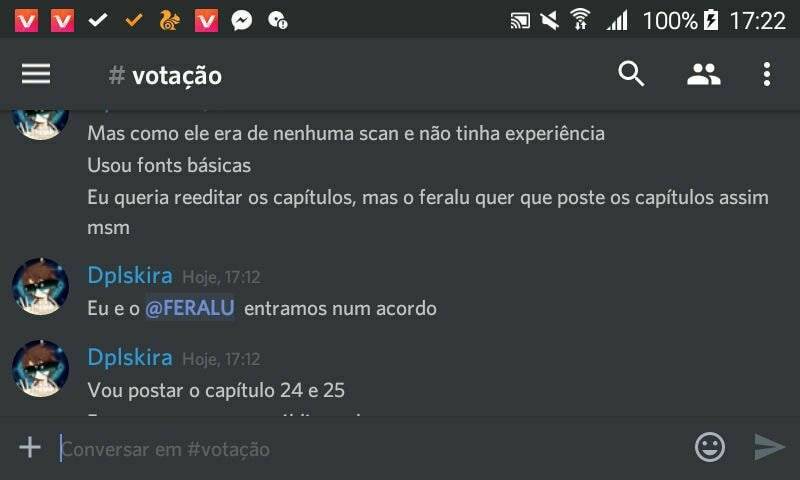 100% 17:22
# votação
Mas como ele era de nenhuma scan e não tinha experiência
Usou fonts básicas
Eu queria reeditar os capítulos, mas o feralu quer que poste os capítulos assim
msm
Dplskira Hoje, 17:12
Eu e o @FERALU entramos num acordo
Dplskira Hoje, 17:12
Vou postar o capítulo 24 e 25
Conversar em #votação